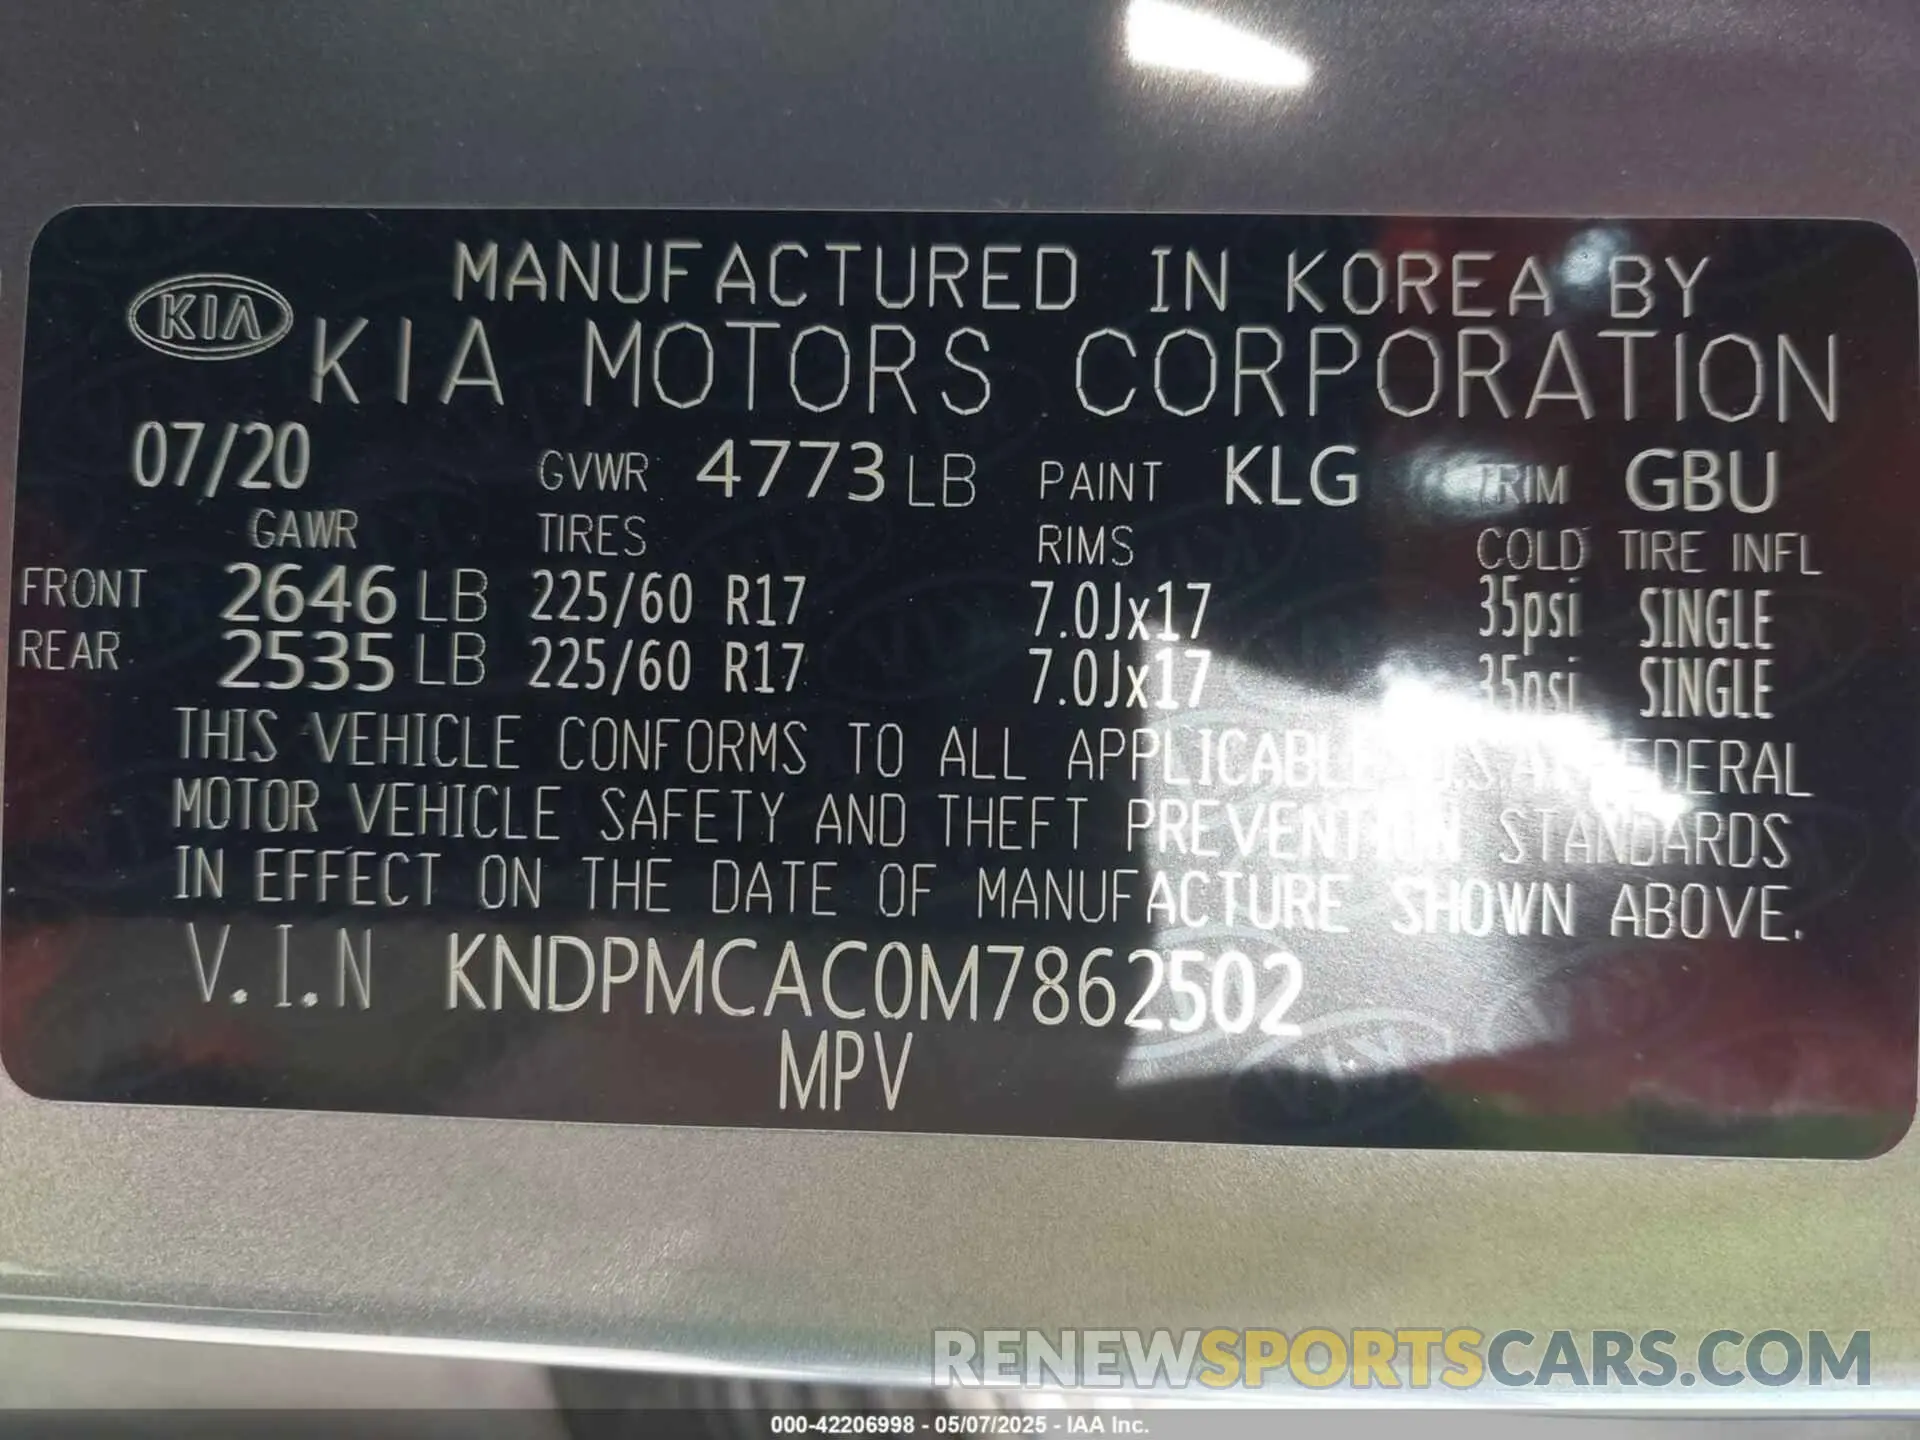 MANUFACTURED IN KOREA BY
KIA KIA MOTORS CORPORATION
07/20 GVWR 4773 LB PAINT KLG TRIM GBU
GAWR TIRES RIMS COLD TIRE INFL
FRONT 2646 LB 225/60 R17 7.0Jx17 35psi SINGLE
REAR 2535 LB 225/60 R17 7.0Jx17 35psi SINGLE
THIS VEHICLE CONFORMS TO ALL APPLICABLE FEDERAL
MOTOR VEHICLE SAFETY AND THEFT PREVENTION STANDARDS
IN EFFECT ON THE DATE OF MANUFACTURE SHOWN ABOVE.
V.I.N KNDPMCAC0M7862502
MPV
RENEWSPORTSCARS.COM
000-42206998 - 05/07/2025 - IAA Inc.